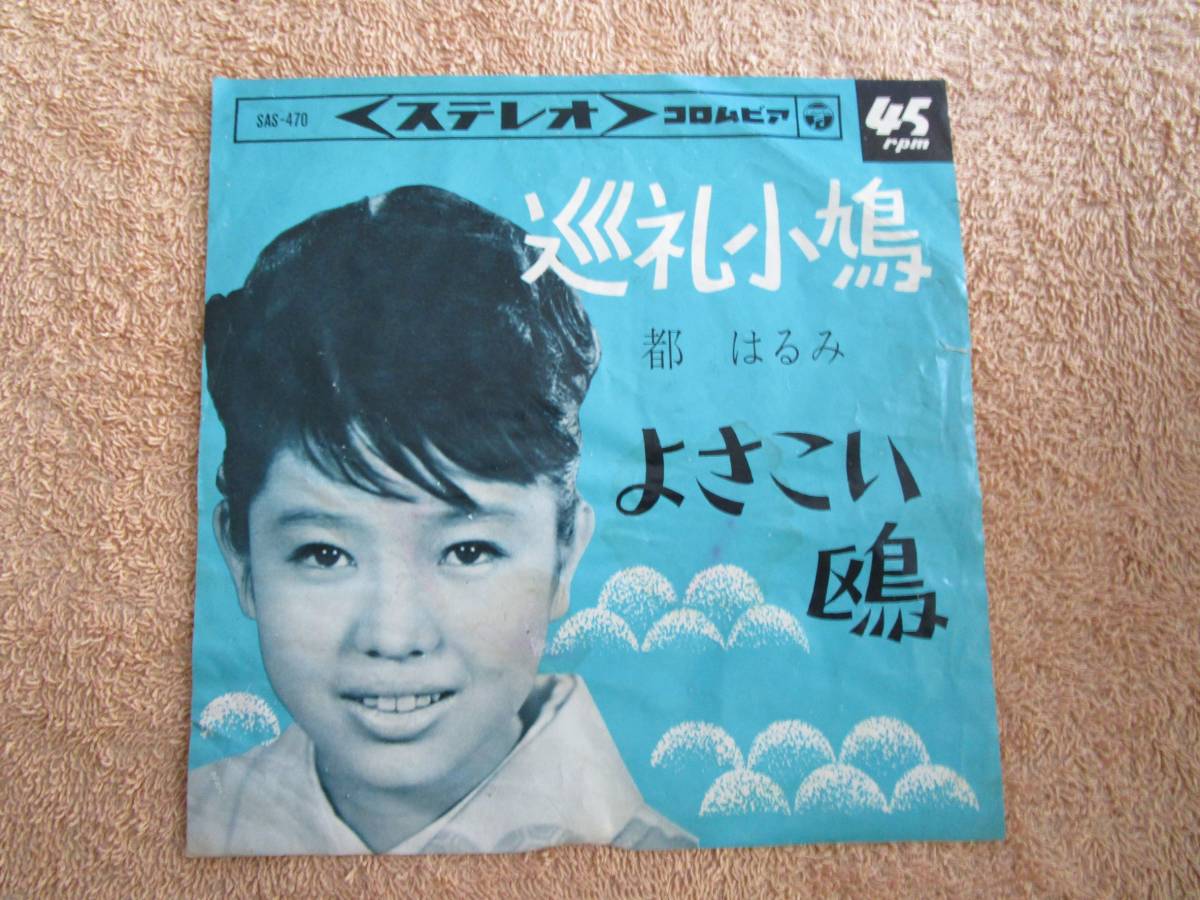 SAS-470 <ステレオ> コロムビア
45
rpm
巡礼小鳩
都 はるみ
よさこい
鴎